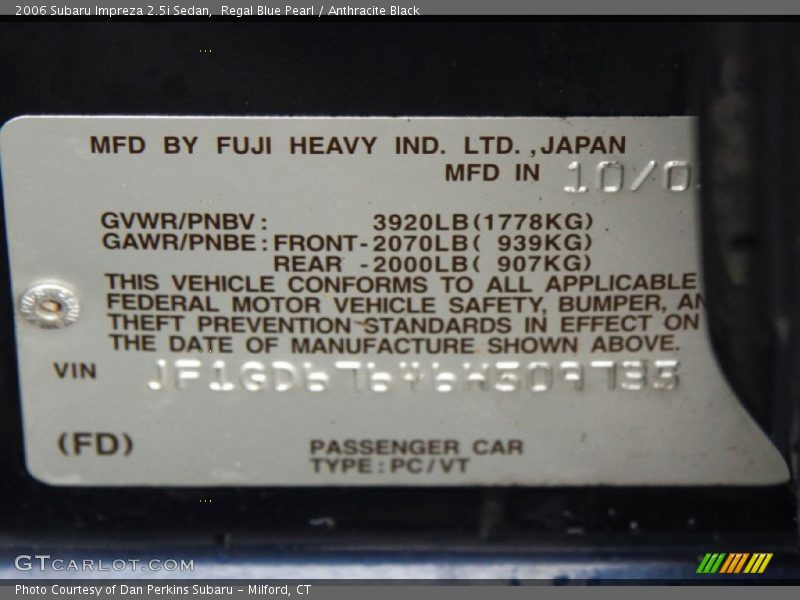 2006 Subaru Impreza 2.5i Sedan, Regal Blue Pearl / Anthracite Black
MFD BY FUJI HEAVY IND. LTD. ,JAPAN
MFD IN 10/0
GVWR/PNBV : 3920LB(1778KG)
GAWR/PNBE : FRONT-2070LB( 939KG)
REAR -2000LB( 907KG)
THIS VEHICLE CONFORMS TO ALL APPLICABLE
FEDERAL MOTOR VEHICLE SAFETY, BUMPER, AN
THEFT PREVENTION STANDARDS IN EFFECT ON
THE DATE OF MANUFACTURE SHOWN ABOVE.
VIN
(FD)
PASSENGER CAR
TYPE : PC/VT
GTCARLOT.COM
Photo Courtesy of Dan Perkins Subaru - Milford, CT